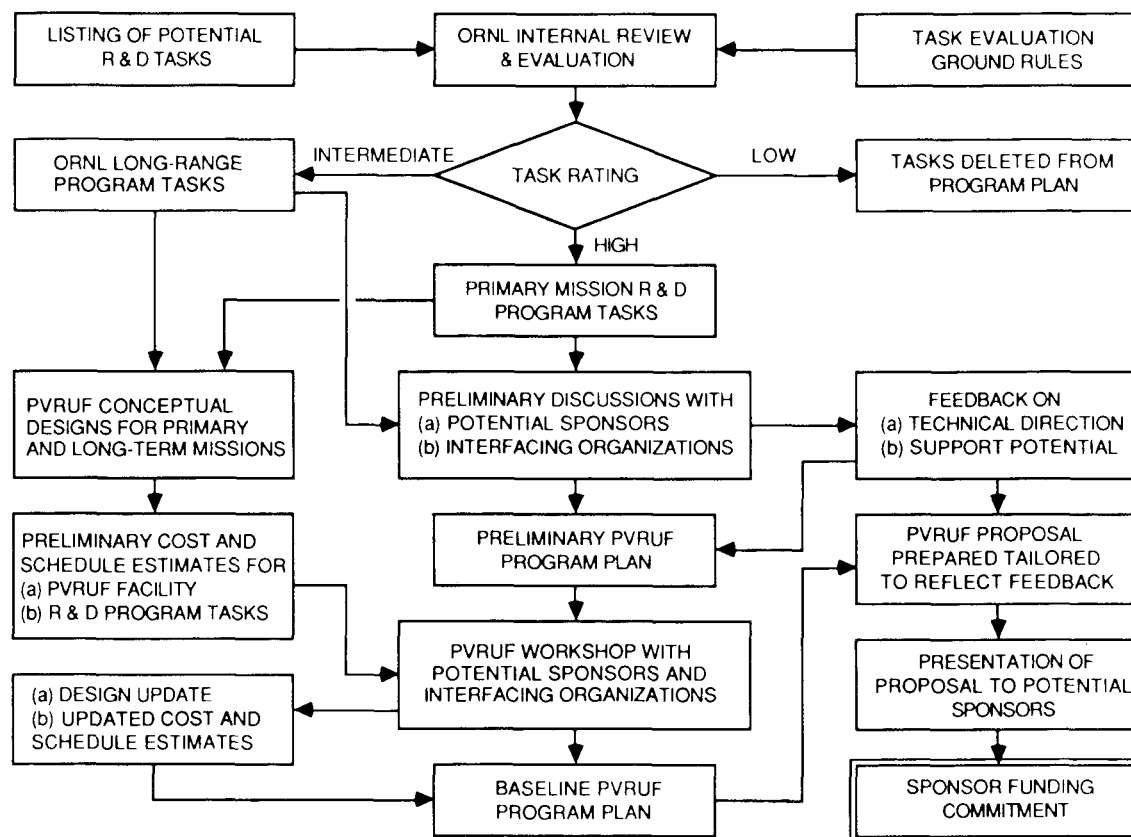 LISTING OF POTENTIAL
R & D TASKS
ORNL INTERNAL REVIEW
& EVALUATION
TASK EVALUATION
GROUND RULES
ORNL LONG-RANGE
PROGRAM TASKS
INTERMEDIATE
TASK RATING
LOW
TASKS DELETED FROM
PROGRAM PLAN
HIGH
PRIMARY MISSION R & D
PROGRAM TASKS
PVRUF CONCEPTUAL
DESIGNS FOR PRIMARY
AND LONG-TERM MISSIONS
PRELIMINARY DISCUSSIONS WITH
(a) POTENTIAL SPONSORS
(b) INTERFACING ORGANIZATIONS
FEEDBACK ON
(a) TECHNICAL DIRECTION
(b) SUPPORT POTENTIAL
PRELIMINARY COST AND
SCHEDULE ESTIMATES FOR
(a) PVRUF FACILITY
(b) R & D PROGRAM TASKS
PRELIMINARY PVRUF
PROGRAM PLAN
PVRUF PROPOSAL
PREPARED TAILORED
TO REFLECT FEEDBACK
PVRUF WORKSHOP WITH
POTENTIAL SPONSORS AND
INTERFACING ORGANIZATIONS
PRESENTATION OF
PROPOSAL TO POTENTIAL
SPONSORS
(a) DESIGN UPDATE
(b) UPDATED COST AND
SCHEDULE ESTIMATES
BASELINE PVRUF
PROGRAM PLAN
SPONSOR FUNDING
COMMITMENT